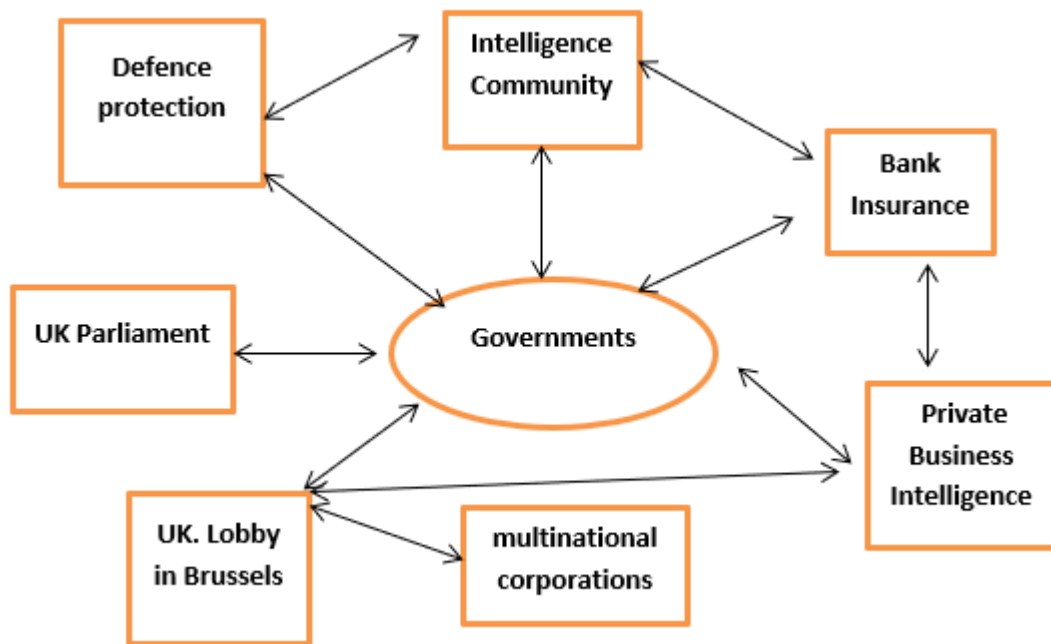 Defence
protection
Intelligence
Community
Bank
Insurance
UK Parliament
Governments
Private
Business
Intelligence
UK. Lobby
in Brussels
multinational
corporations